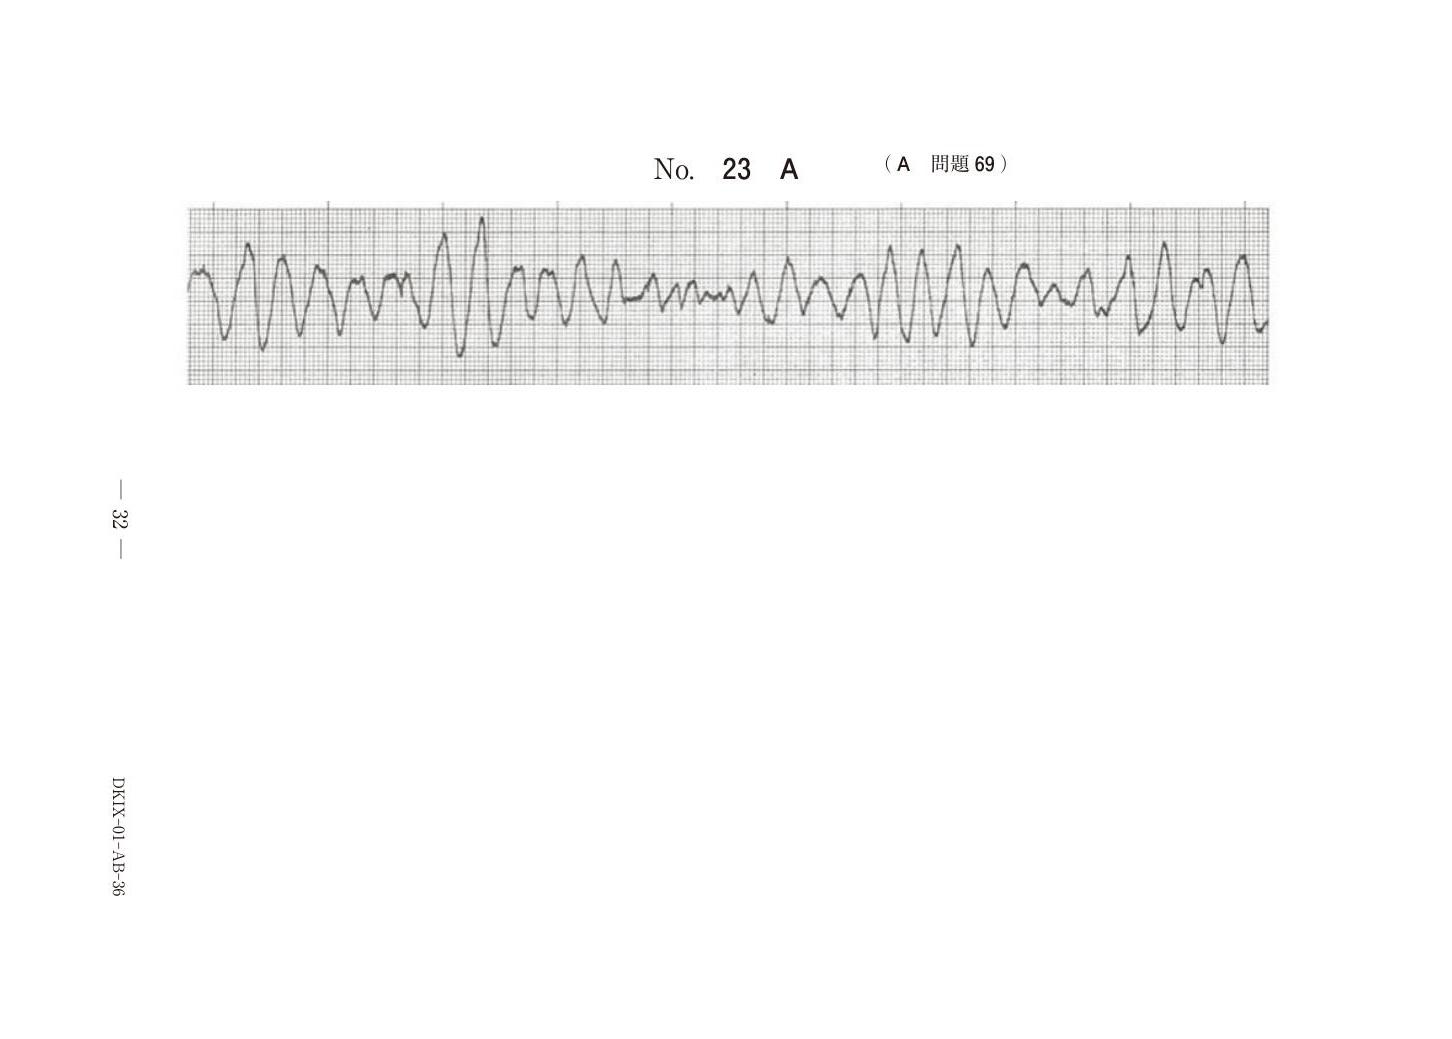 No. 23 A （A 問題 69）
— 32 —
DKIX-01-AB-36